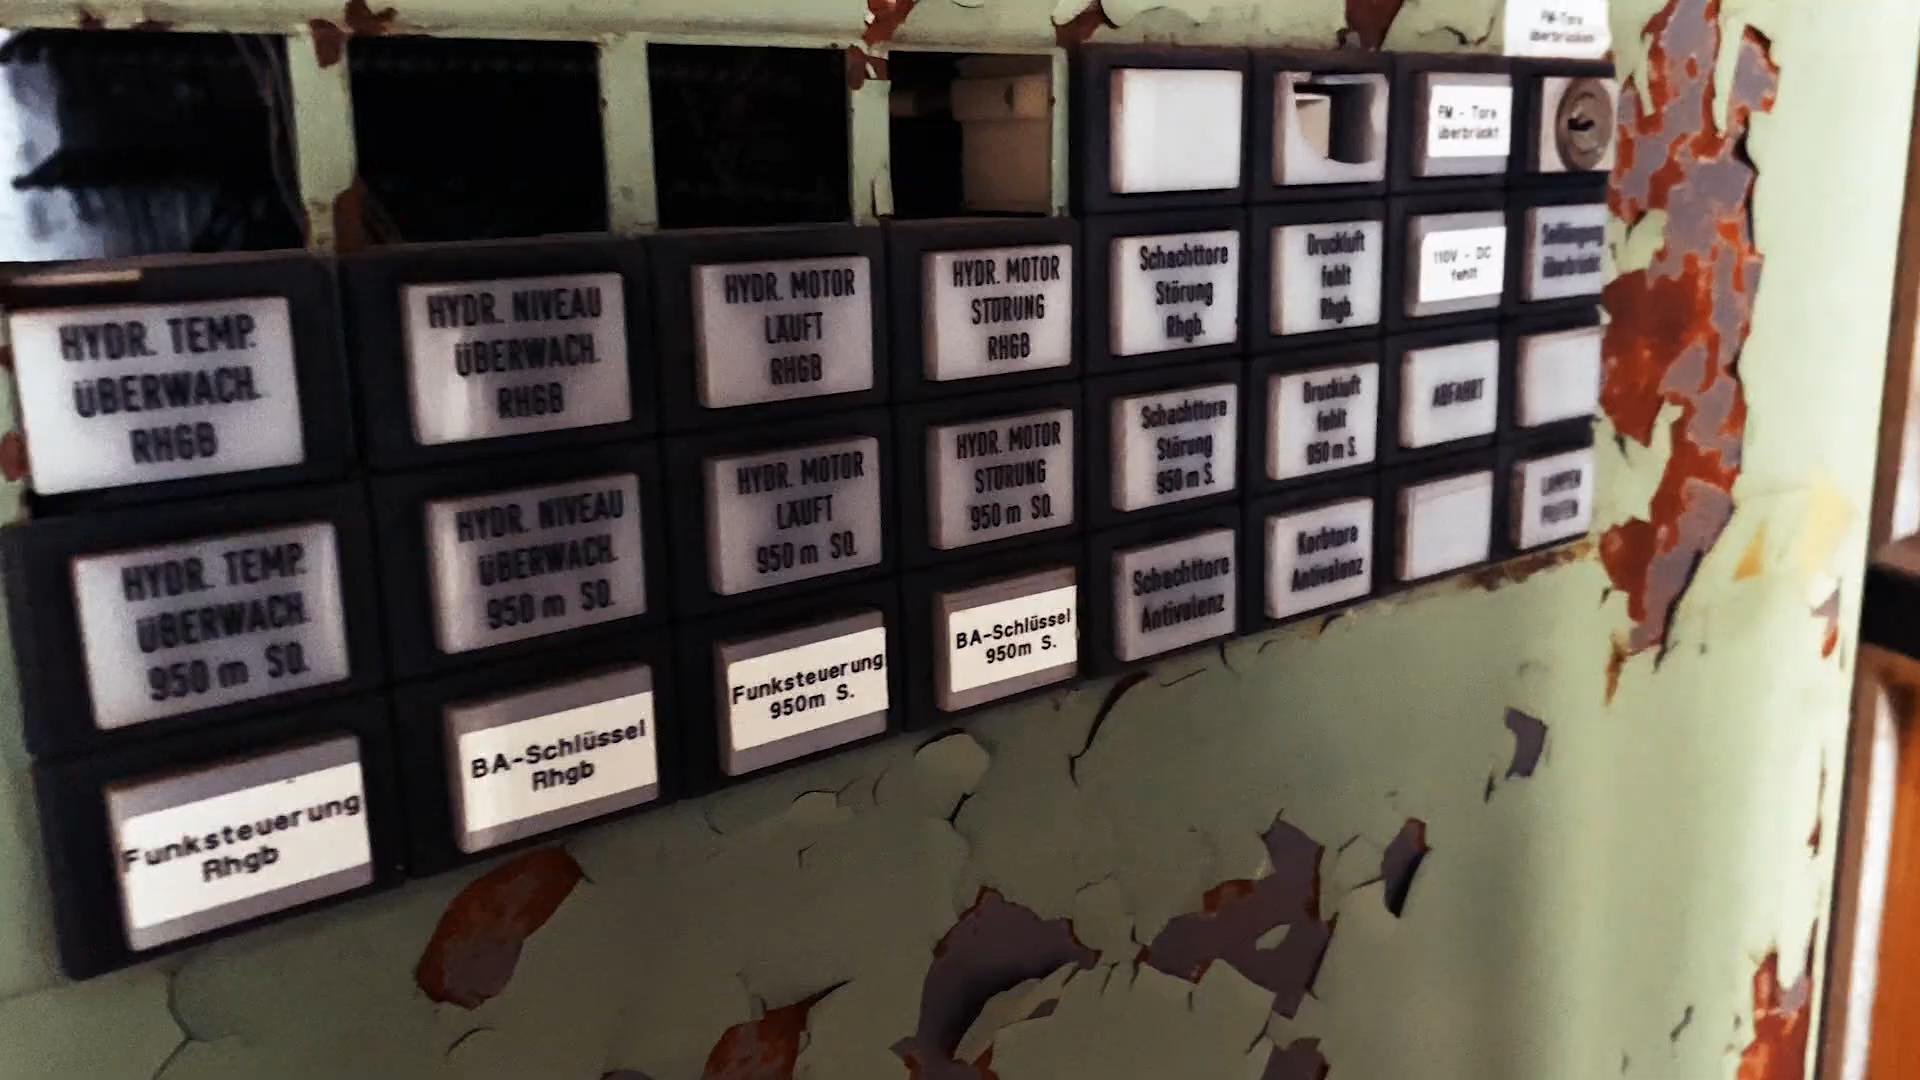 FM-Tore
überbrücken
FM - Tore
überbrückt
HYDR. TEMP.
ÜBERWACH.
RHGB
HYDR. NIVEAU
ÜBERWACH.
RHGB
HYDR. MOTOR
LÄUFT
RHGB
HYDR. MOTOR
STÖRUNG
RHGB
Schachttore
Störung
Rhgb.
Druckluft
fehlt
Rhgb.
110V - DC
fehlt
überbrückt
HYDR. TEMP.
ÜBERWACH.
950 m SO.
HYDR. NIVEAU
ÜBERWACH.
950 m SO.
HYDR. MOTOR
LÄUFT
950 m SO.
HYDR. MOTOR
STÖRUNG
950 m SO.
Schachttore
Störung
950 m S.
Druckluft
fehlt
950 m S.
ABFAHRT
Funksteuerung
Rhgb
BA-Schlüssel
Rhgb
Funksteuerung
950m S.
BA-Schlüssel
950m S.
Schachttore
Antivalenz
Korbtore
Antivalenz
LAMPEN
PRÜFEN